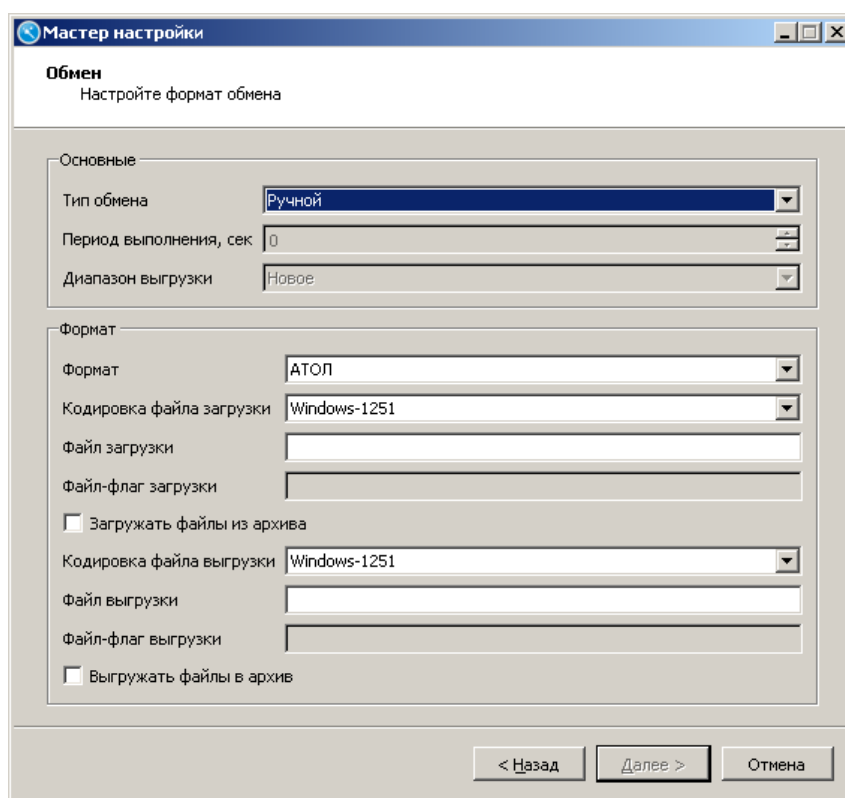 Мастер настройки
Обмен
Настройте формат обмена
Основные
Тип обмена Ручной
Период выполнения, сек 0
Диапазон выгрузки Новое
Формат
Формат АТОЛ
Кодировка файла загрузки Windows-1251
Файл загрузки
Файл-флаг загрузки
Загружать файлы из архива
Кодировка файла выгрузки Windows-1251
Файл выгрузки
Файл-флаг выгрузки
Выгружать файлы в архив
< Назад Далее > Отмена